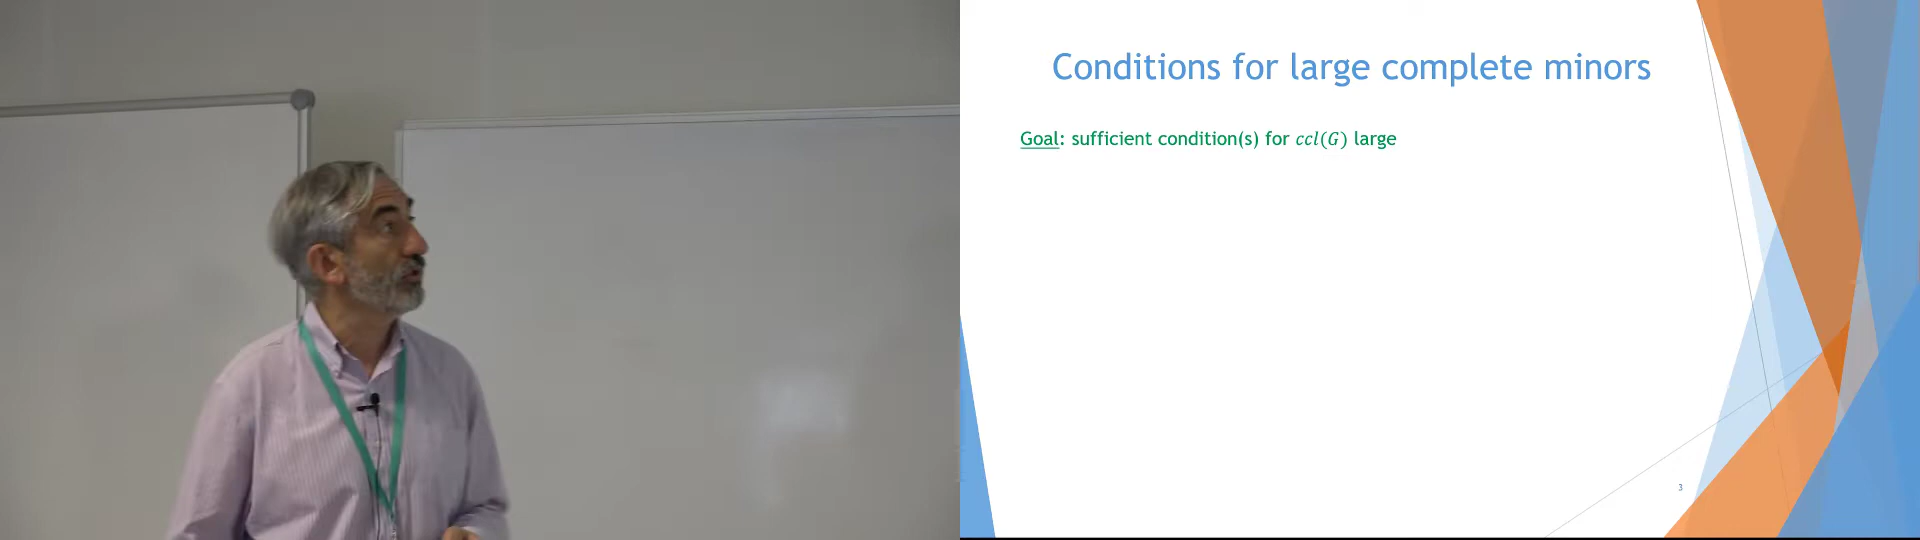 Conditions for large complete minors
Goal: sufficient condition(s) for ccl(G) large
3